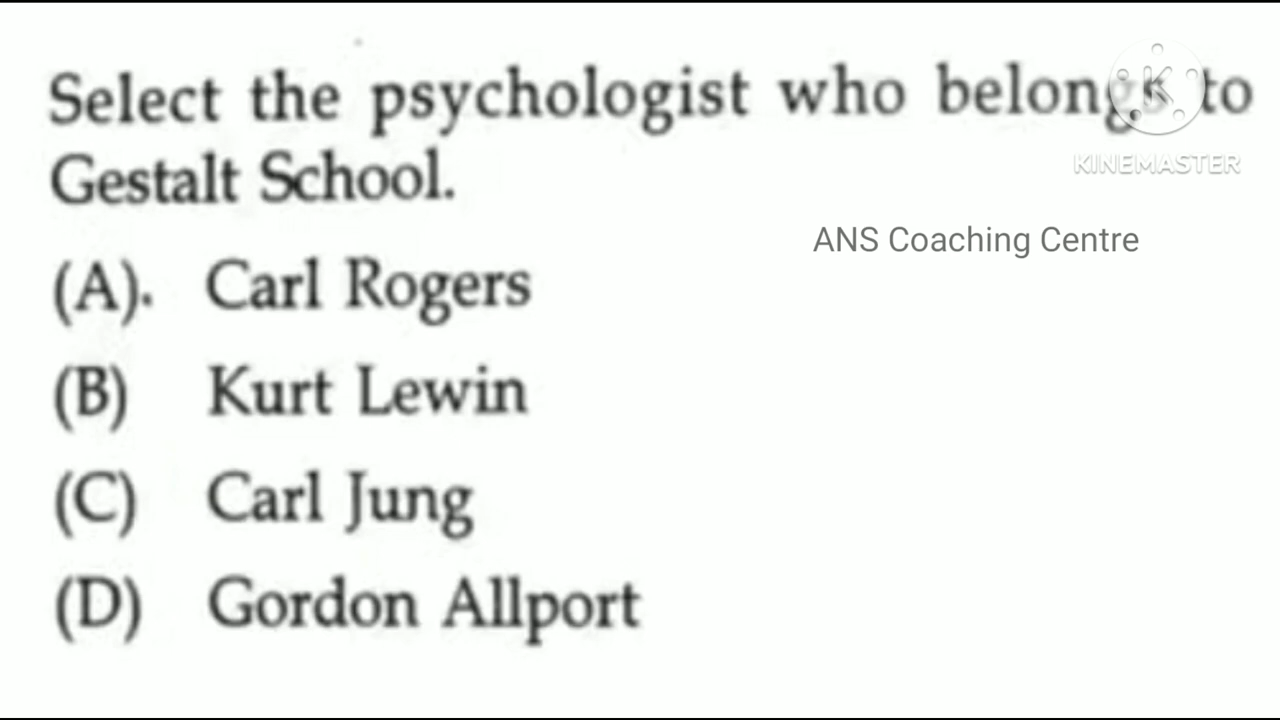 Select the psychologist who belongs to
Gestalt School.
KINEMASTER
ANS Coaching Centre
(A). Carl Rogers
(B) Kurt Lewin
(C) Carl Jung
(D) Gordon Allport